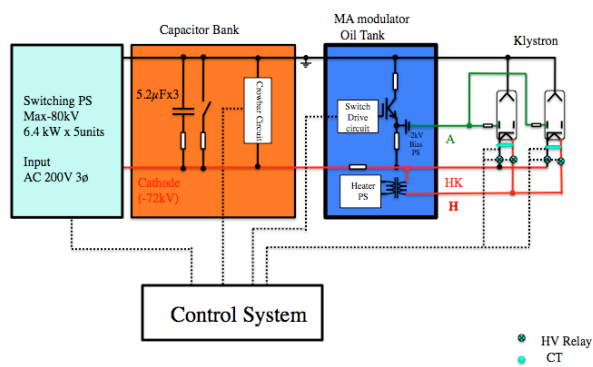 Capacitor Bank
MA modulator
Oil Tank
Klystron
Switching PS
Max-80kV
6.4 kW x 5units
Input
AC 200V 3ø
5.2μFx3
Crowbar Circuit
Cathode
(-72kV)
Switch
Drive
circuit
-2kV
Bias
PS
Heater
PS
A
HK
H
Control System
HV Relay
CT